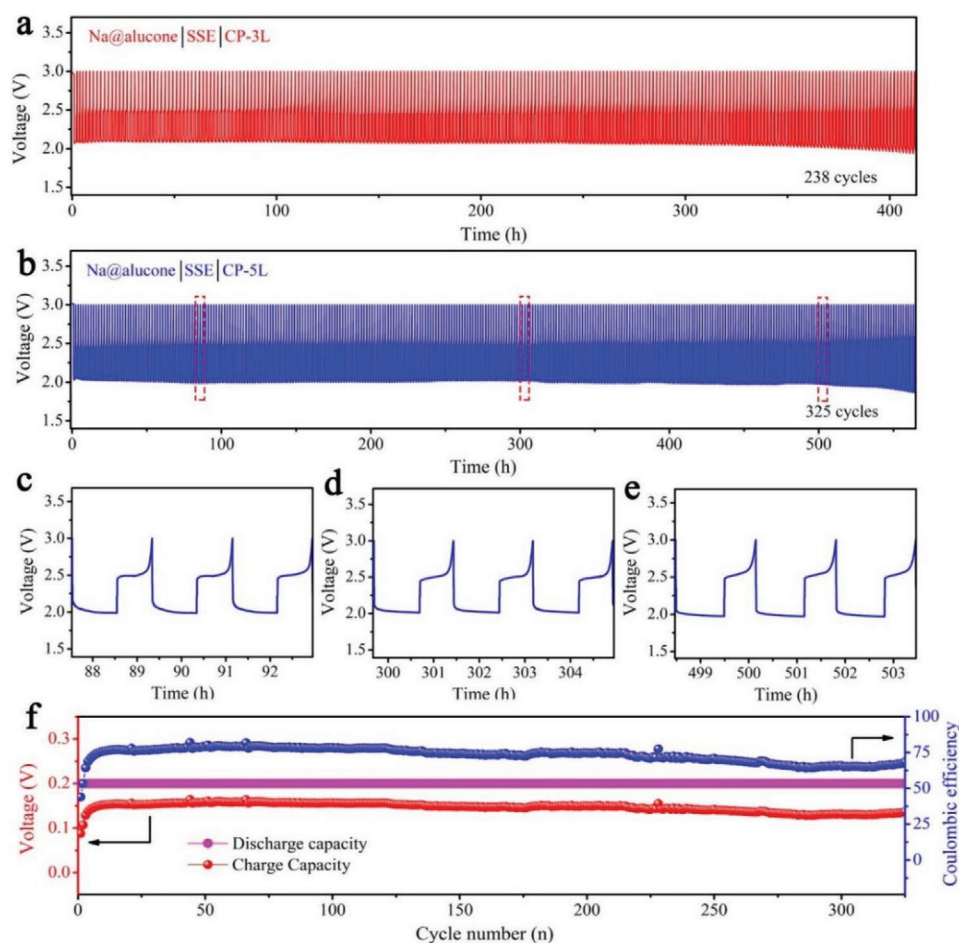 a
Na@alucone | SSE | CP-3L
Voltage (V)
3.5
3.0
2.5
2.0
1.5
238 cycles
0 100 200 300 400
Time (h)
b
Na@alucone | SSE | CP-5L
Voltage (V)
3.5
3.0
2.5
2.0
1.5
325 cycles
0 100 200 300 400 500
Time (h)
c
Voltage (V)
3.5
3.0
2.5
2.0
1.5
88 89 90 91 92
Time (h)
d
Voltage (V)
3.5
3.0
2.5
2.0
1.5
300 301 302 303 304
Time (h)
e
Voltage (V)
3.5
3.0
2.5
2.0
1.5
499 500 501 502 503
Time (h)
f
Voltage (V)
0.3
0.2
0.1
0.0
Discharge capacity
Charge Capacity
100
75
50
25
0
Coulombic efficiency
0 50 100 150 200 250 300
Cycle number (n)